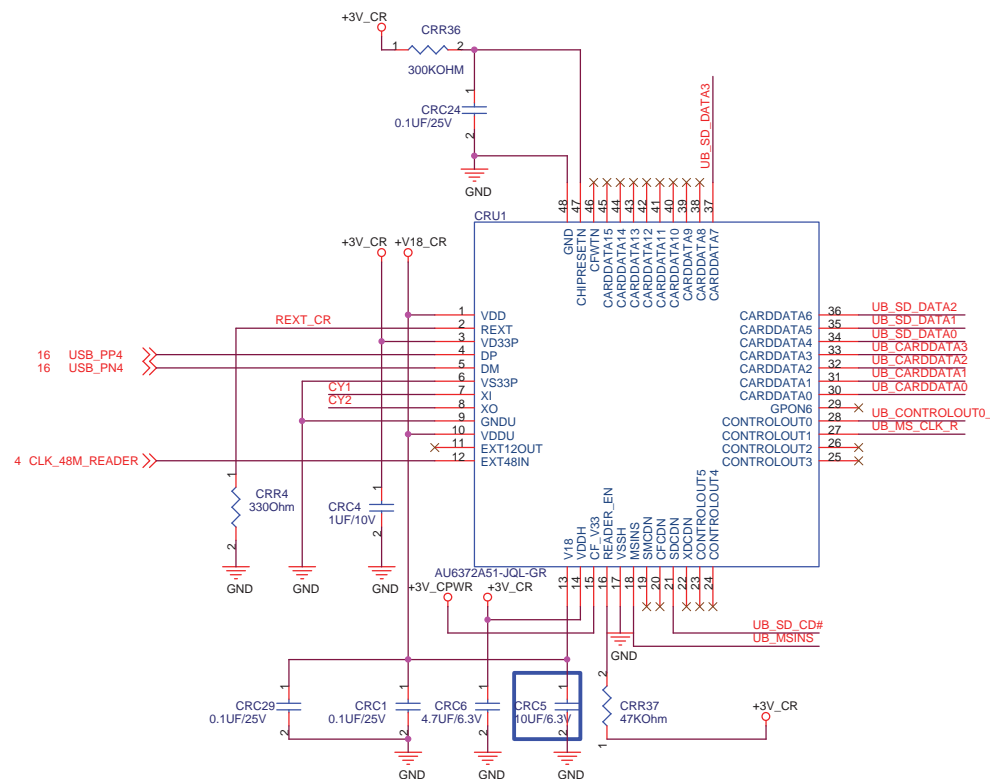 +3V_CR
CRR36
1
2
300KOHM
1
CRC24
0.1UF/25V
2
GND
UB_SD_DATA3
48
47
46
45
44
43
42
41
40
39
38
37
CRU1
GND
CHIPRESETN
CFWTN
CARDDATA15
CARDDATA14
CARDDATA13
CARDDATA12
CARDDATA11
CARDDATA10
CARDDATA9
CARDDATA8
CARDDATA7
+3V_CR
+V18_CR
REXT_CR
16 USB_PP4
16 USB_PN4
CY1
CY2
4 CLK_48M_READER
1 VDD
2 REXT
3 VD33P
4 DP
5 DM
6 VS33P
7 XI
8 XO
9 GNDU
10 VDDU
11 EXT12OUT
12 EXT48IN
CARDDATA6 36 UB_SD_DATA2
CARDDATA5 35 UB_SD_DATA1
CARDDATA4 34 UB_SD_DATA0
CARDDATA3 33 UB_CARDDATA3
CARDDATA2 32 UB_CARDDATA2
CARDDATA1 31 UB_CARDDATA1
CARDDATA0 30 UB_CARDDATA0
GPON6 29
CONTROLOUT0 28 UB_CONTROLOUT0_
CONTROLOUT1 27 UB_MS_CLK_R
CONTROLOUT2 26
CONTROLOUT3 25
1
CRR4
330Ohm
2
GND
GND
1
CRC4
1UF/10V
2
GND
V18
VDDH
CF_V33
READER_EN
VSSH
MSINS
SMCDN
CFCDN
SDCDN
XDCDN
CONTROLOUT5
CONTROLOUT4
AU6372A51-JQL-GR
13
14
15
16
17
18
19
20
21
22
23
24
+3V_CPWR
+3V_CR
GND
UB_SD_CD#
UB_MSINS
1
CRC29
0.1UF/25V
2
1
CRC1
0.1UF/25V
2
GND
1
CRC6
4.7UF/6.3V
2
GND
1
CRC5
10UF/6.3V
2
GND
2
CRR37
47KOhm
1
+3V_CR